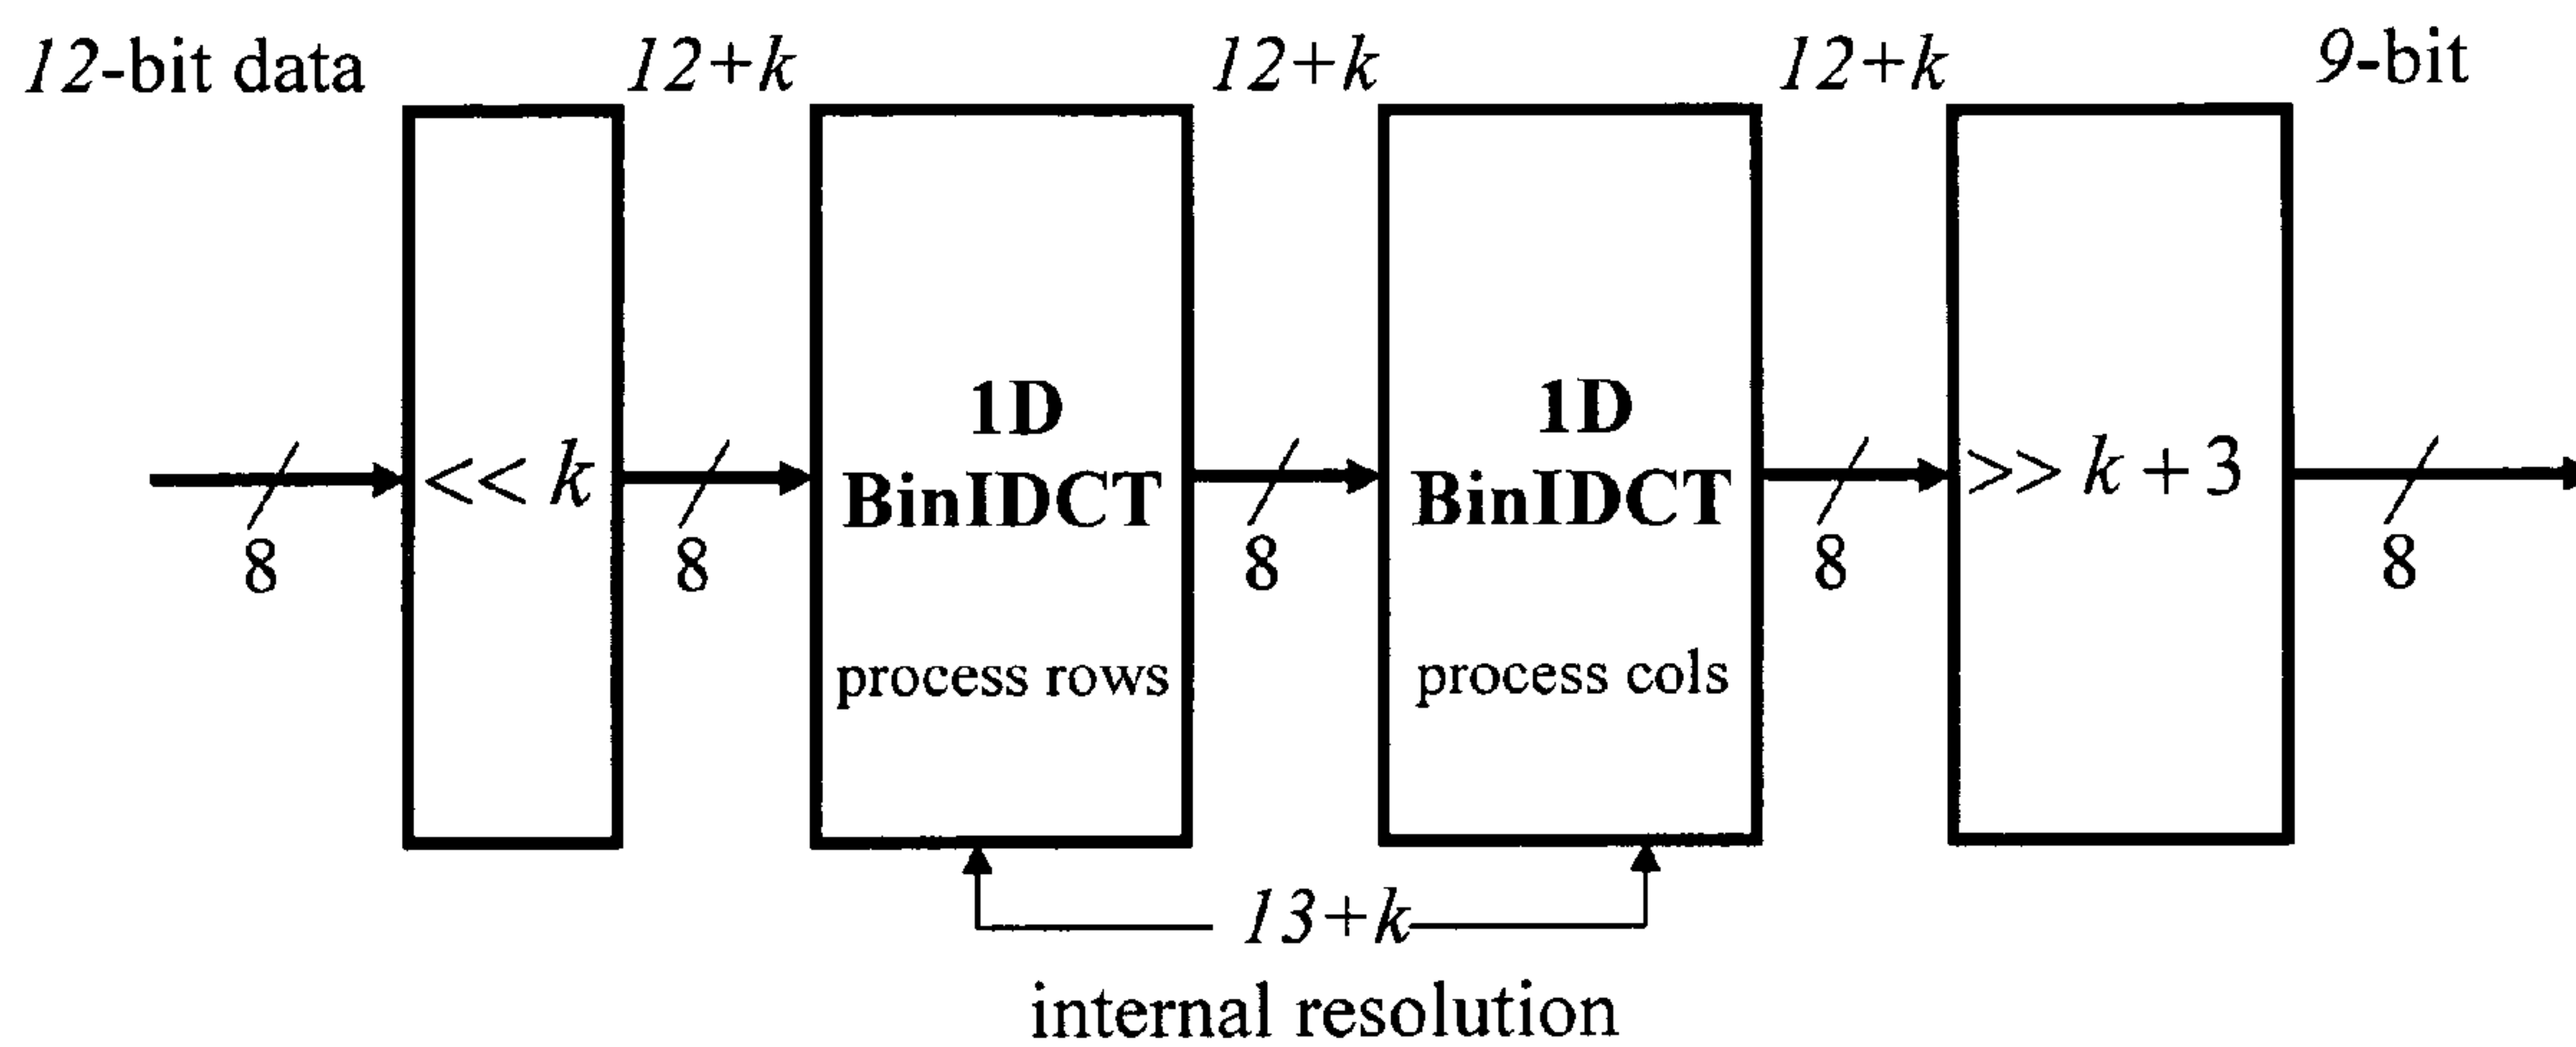 12-bit data
12+k
12+k
12+k
9-bit
<< k
1D
BinIDCT
process rows
1D
BinIDCT
process cols
>> k + 3
8
8
8
8
8
13+k
internal resolution